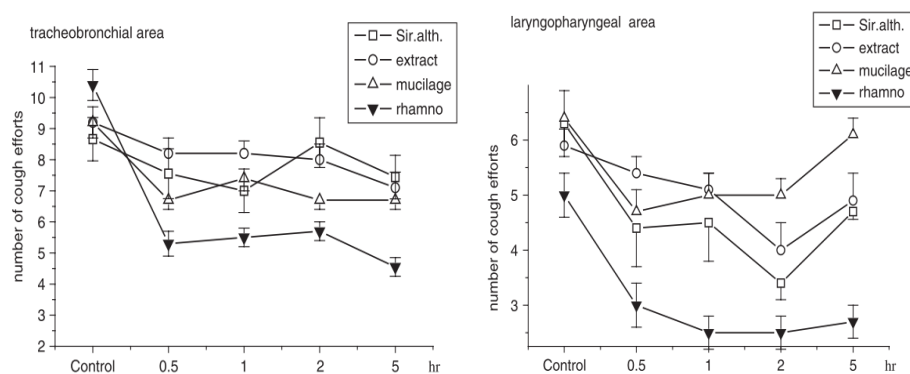 tracheobronchial area
Sir.alth.
extract
mucilage
rhamno
number of cough efforts
11
10
9
8
7
6
5
4
3
2
Control 0.5 1 2 5 hr
laryngopharyngeal area
Sir.alth.
extract
mucilage
rhamno
number of cough efforts
6
5
4
3
Control 0.5 1 2 5 hr